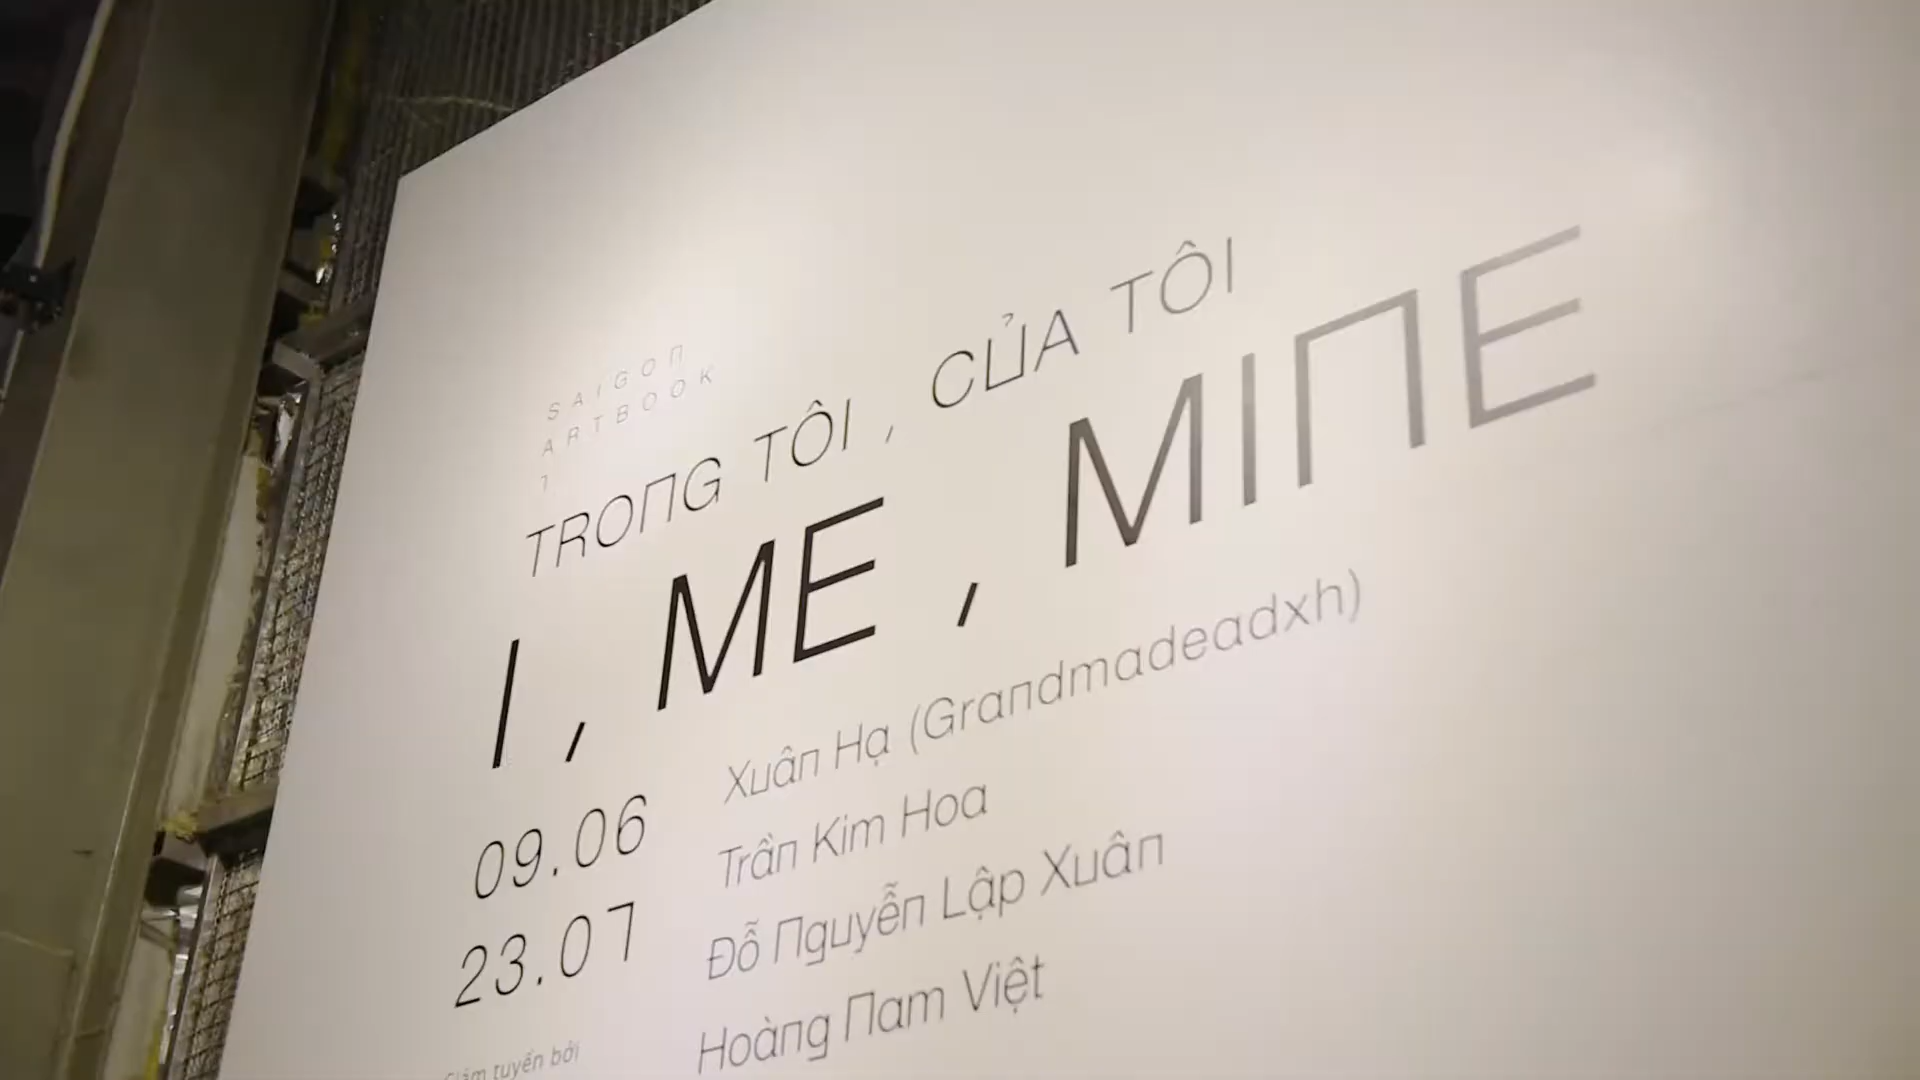 SAIGON
ARTBOOK
7
TRONG TÔI, CỦA TÔI
I, ME, MINE
09.06
23.07
Xuân Hạ (Grandmadeadxh)
Trần Kim Hoa
Đỗ Nguyễn Lập Xuân
Hoàng Nam Việt
Giám tuyển bởi